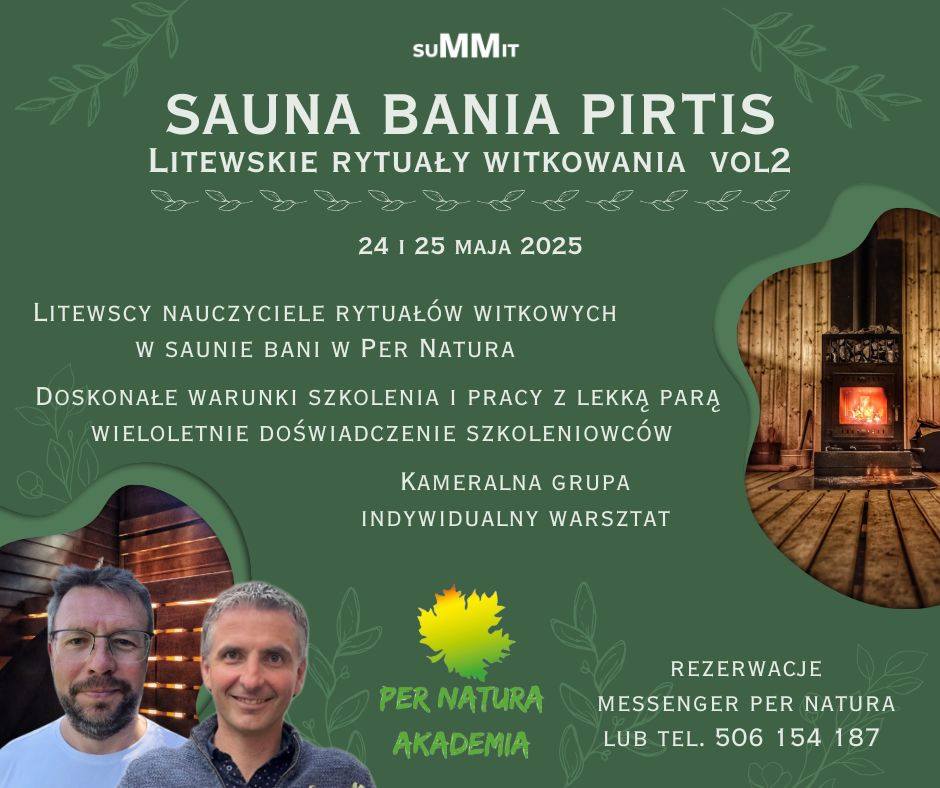 suMMit
Sauna Bania Pirtis
Litewskie rytuały witkowania vol2
24 i 25 maja 2025
Litewscy nauczyciele rytuałów witkowych
w saunie bani w Per Natura
Doskonałe warunki szkolenia i pracy z lekką parą
wieloletnie doświadczenie szkoleniowców
Kameralna grupa
indywidualny warsztat
PER NATURA
AKADEMIA
rezerwacje
messenger per natura
lub tel. 506 154 187